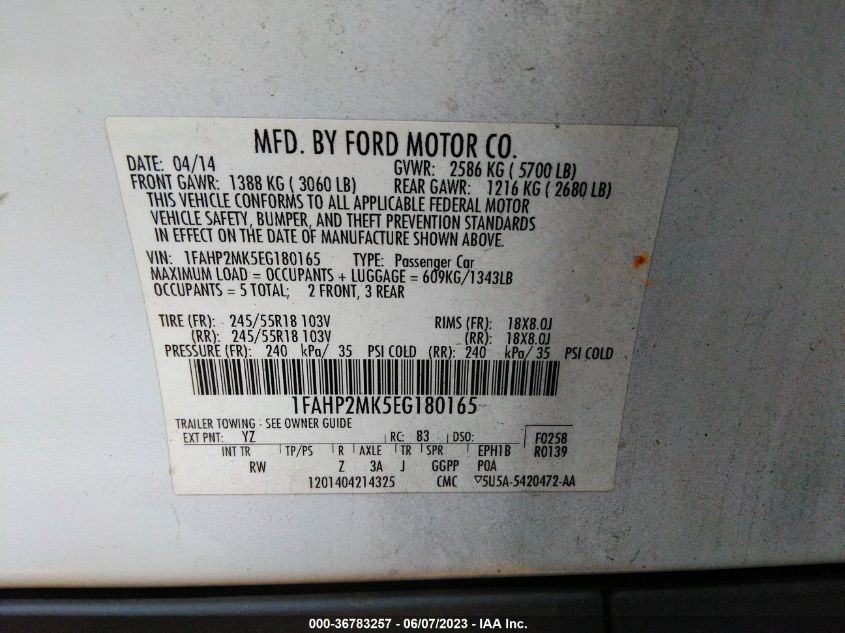 MFD. BY FORD MOTOR CO.
DATE: 04/14 GVWR: 2586 KG ( 5700 LB)
FRONT GAWR: 1388 KG ( 3060 LB) REAR GAWR: 1216 KG ( 2680 LB)
THIS VEHICLE CONFORMS TO ALL APPLICABLE FEDERAL MOTOR
VEHICLE SAFETY, BUMPER, AND THEFT PREVENTION STANDARDS
IN EFFECT ON THE DATE OF MANUFACTURE SHOWN ABOVE.
VIN: 1FAHP2MK5EG180165 TYPE: Passenger Car
MAXIMUM LOAD = OCCUPANTS + LUGGAGE = 609KG/1343LB
OCCUPANTS = 5 TOTAL; 2 FRONT, 3 REAR
TIRE (FR): 245/55R18 103V RIMS (FR): 18X8.0J
(RR): 245/55R18 103V (RR): 18X8.0J
PRESSURE (FR): 240 kPa/ 35 PSI COLD (RR): 240 kPa/ 35 PSI COLD
1FAHP2MK5EG180165
TRAILER TOWING - SEE OWNER GUIDE
EXT PNT: YZ RC: 83 DSO: F0258
INT TR TP/PS R AXLE TR SPR EPH1B R0139
RW Z 3A J GGPP P0A
1201404214325 CMC 5U5A-5420472-AA
000-36783257 - 06/07/2023 - IAA Inc.